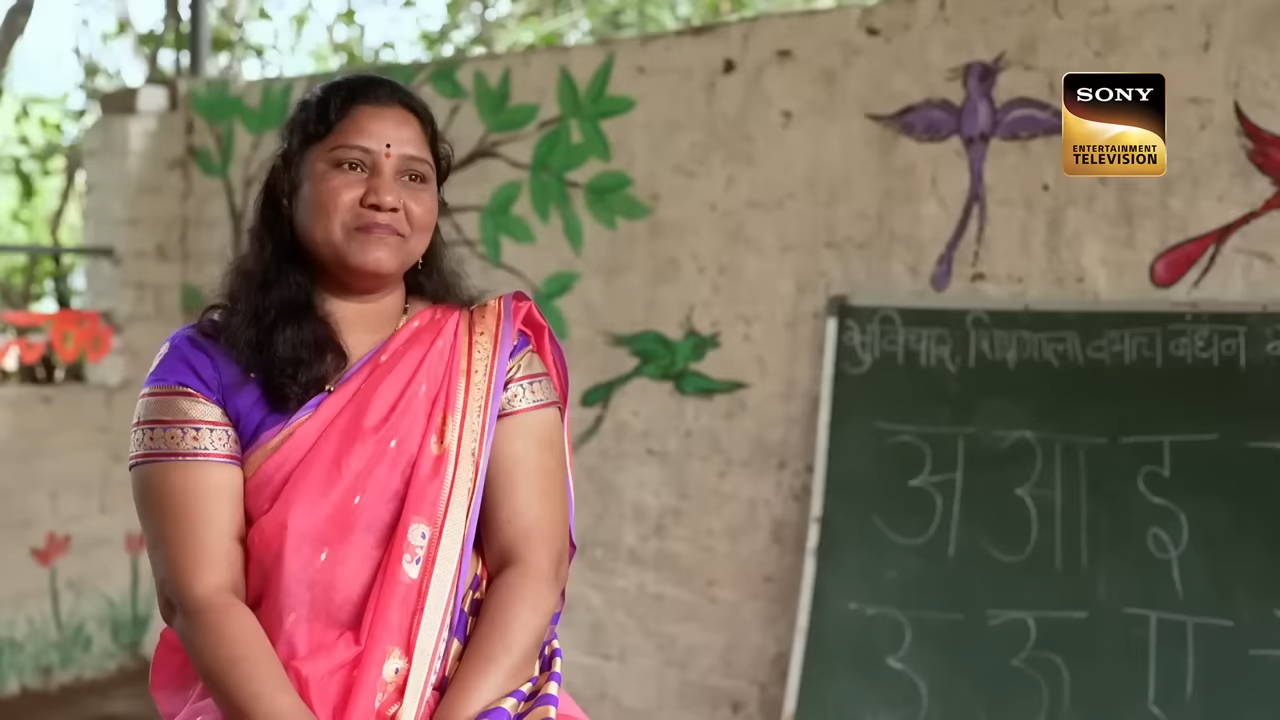 SONY
ENTERTAINMENT
TELEVISION
बंधन
अ आ इ
उ ऊ ए